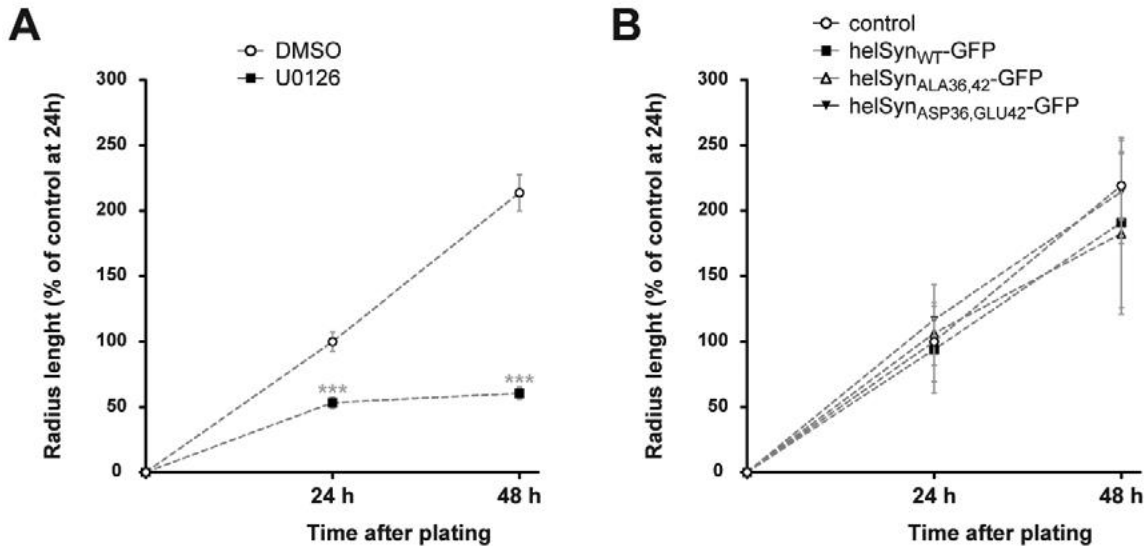 A
DMSO
U0126
Radius lenght (% of control at 24h)
300
250
200
150
100
50
0
***
***
24 h
48 h
Time after plating
B
control
helSynWT-GFP
helSynALA36,42-GFP
helSynASP36,GLU42-GFP
Radius lenght (% of control at 24h)
300
250
200
150
100
50
0
24 h
48 h
Time after plating